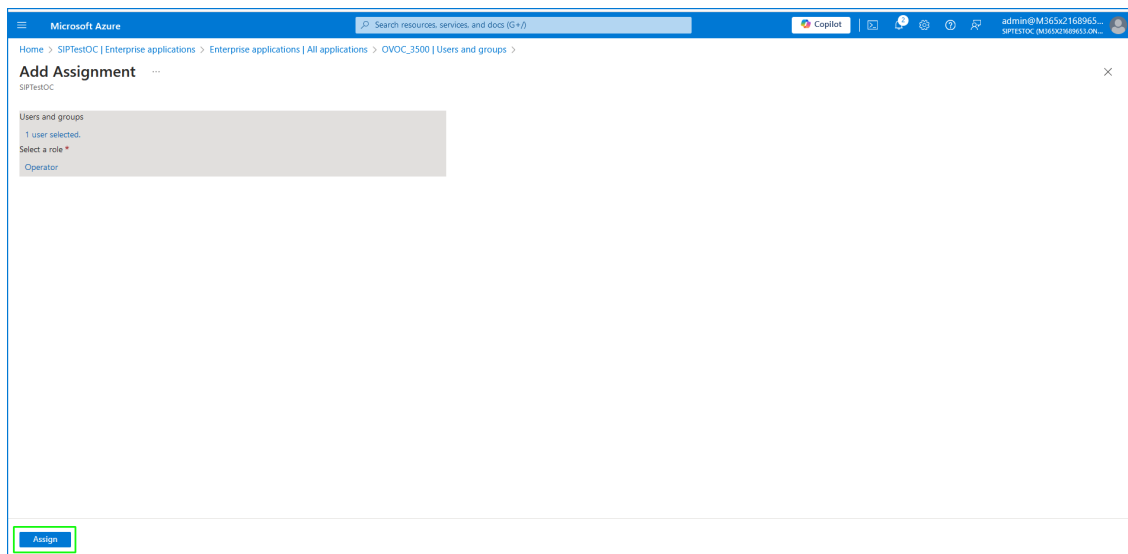 Microsoft Azure
Search resources, services, and docs (G+/)
Copilot
2
admin@M365x2168965...
SIPTESTOC (M365X21689653.ON...
Home > SIPTestOC | Enterprise applications > Enterprise applications | All applications > OVOC_3500 | Users and groups >
Add Assignment ...
SIPTestOC
Users and groups
1 user selected.
Select a role *
Operator
Assign